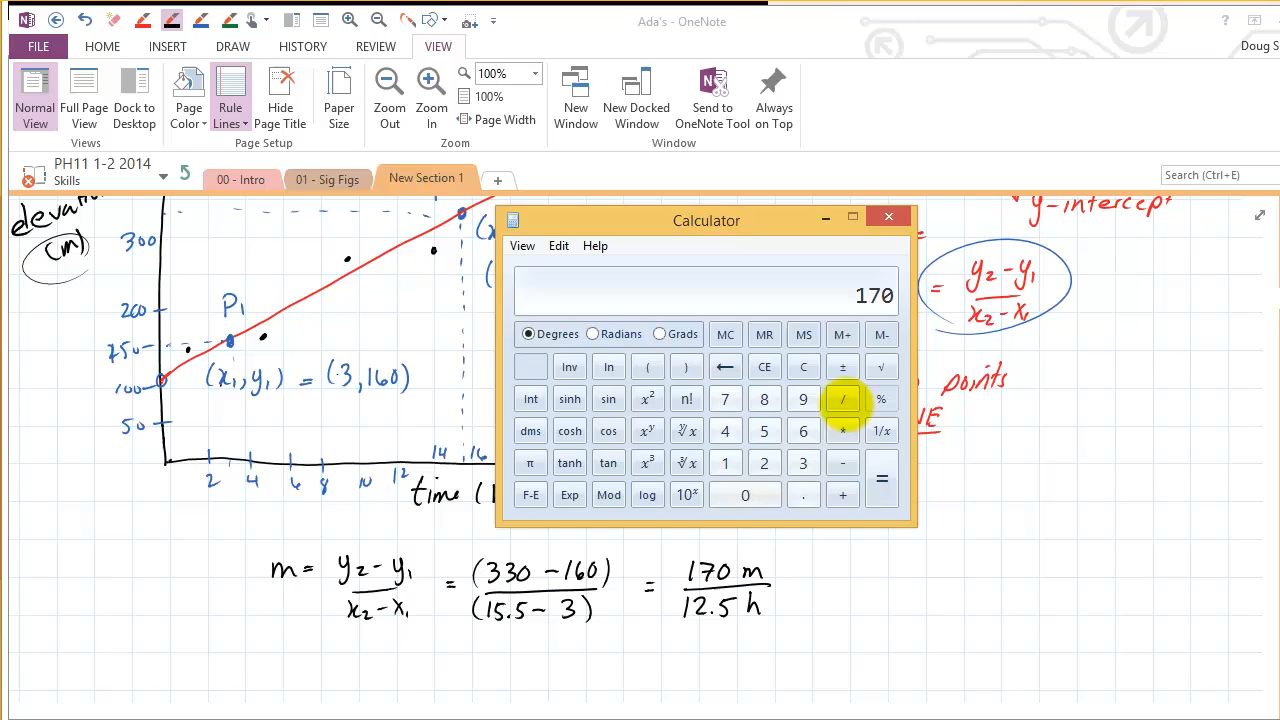 Ada's - OneNote
?
FILE HOME INSERT DRAW HISTORY REVIEW VIEW Doug S
Normal View
Full Page View
Dock to Desktop
Page Color
Rule Lines
Hide Page Title
Paper Size
Zoom Out
Zoom In
100%
100%
Page Width
New Window
New Docked Window
Send to OneNote Tool
Always on Top
Views Page Setup Zoom Window
PH11 1-2 2014
Skills
00 - Intro 01 - Sig Figs New Section 1 +
Search (Ctrl+E)
(m)
300
200
150
100
50
P1
(x1, y1) = (3, 160)
2 4 6 8 10 12 14 16
time
y-intercept
= y2 - y1
x2 - x1
points
Calculator
View Edit Help
170
Degrees Radians Grads MC MR MS M+ M-
Inv ln ( ) ← CE C ± √
Int sinh sin x² n! 7 8 9 / %
dms cosh cos xʸ ʸ√x 4 5 6 * 1/x
π tanh tan x³ ³√x 1 2 3 - =
F-E Exp Mod log 10ˣ 0 . +
m = y2 - y1 = (330 - 160) = 170 m
x2 - x1 (15.5 - 3) 12.5 h